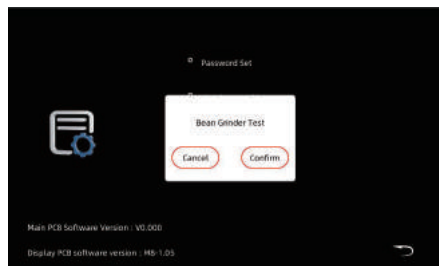 Password Set
Bean Grinder Test
Cancel
Confirm
Main PCB Software Version : V0.000
Display PCB software version : M8-1.05